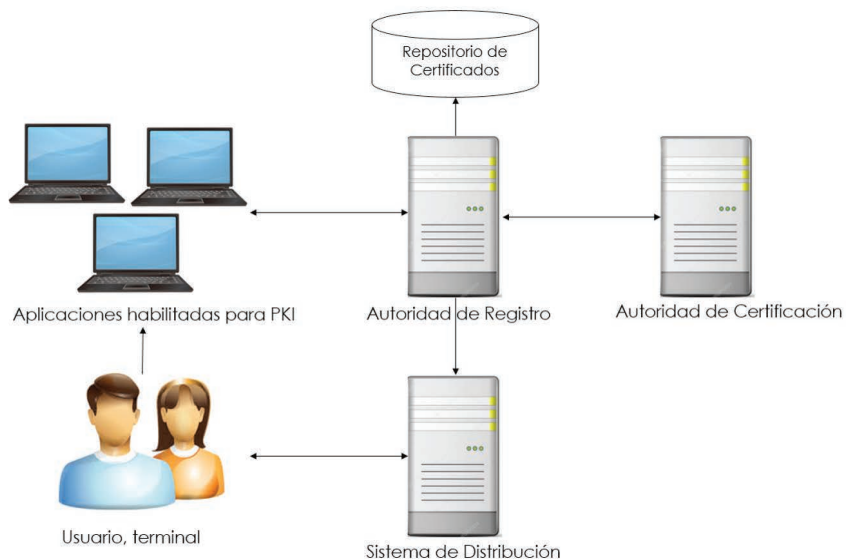 Repositorio de
Certificados
Aplicaciones habilitadas para PKI
Autoridad de Registro
Autoridad de Certificación
Usuario, terminal
Sistema de Distribución